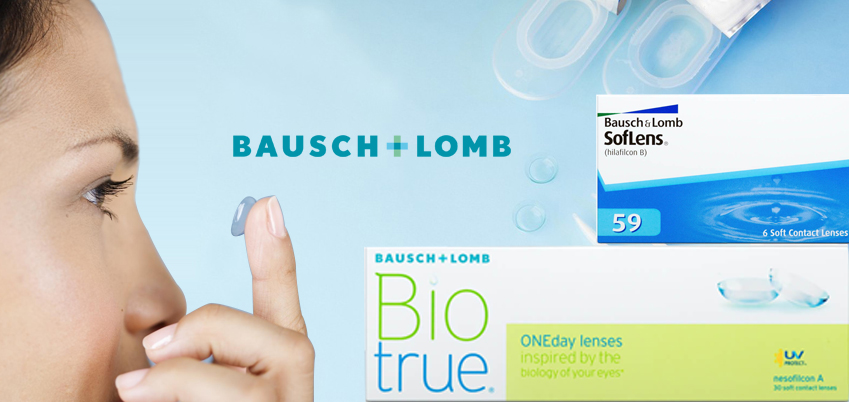 BAUSCH + LOMB
Bausch & Lomb
SofLens®
(hilafilcon B)
59
6 Soft Contact Lenses
BAUSCH + LOMB
Bio
true®
ONEday lenses
inspired by the
biology of your eyes*
UV
PROTECT™
nesofilcon A
30 soft contact lenses